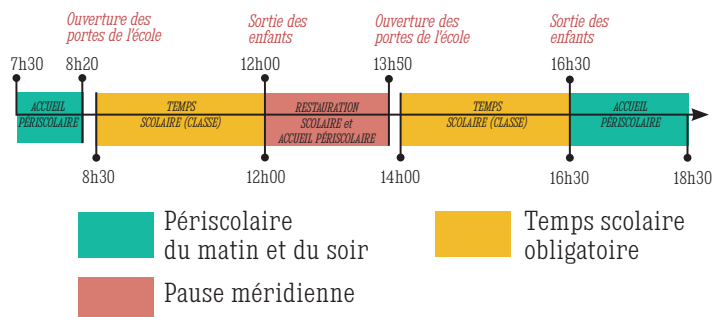 Ouverture des
portes de l'école
Sortie des
enfants
Ouverture des
portes de l'école
Sortie des
enfants
7h30
8h20
12h00
13h50
16h30
ACCUEIL
PÉRISCOLAIRE
TEMPS
SCOLAIRE (CLASSE)
RESTAURATION
SCOLAIRE et
ACCUEIL PÉRISCOLAIRE
TEMPS
SCOLAIRE (CLASSE)
ACCUEIL
PÉRISCOLAIRE
8h30
12h00
14h00
16h30
18h30
Périscolaire
du matin et du soir
Temps scolaire
obligatoire
Pause méridienne